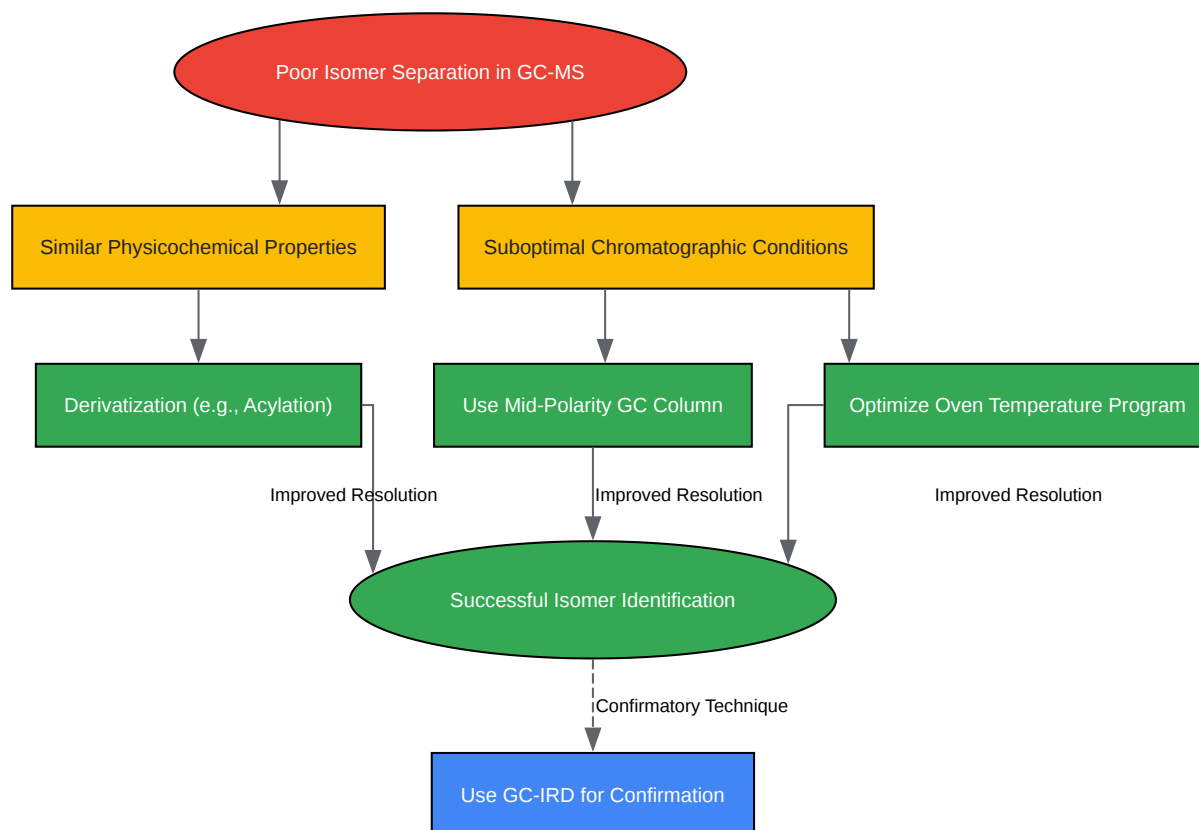 Poor Isomer Separation in GC-MS
Similar Physicochemical Properties
Suboptimal Chromatographic Conditions
Derivatization (e.g., Acylation)
Use Mid-Polarity GC Column
Optimize Oven Temperature Program
Improved Resolution
Improved Resolution
Improved Resolution
Successful Isomer Identification
Confirmatory Technique
Use GC-IRD for Confirmation